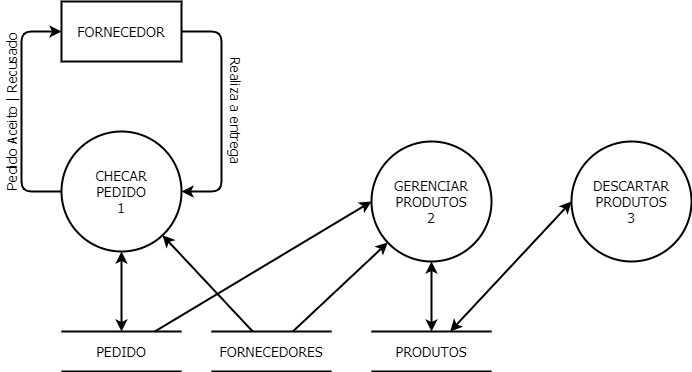 FORNECEDOR
Pedido Aceito | Recusado
Realiza a entrega
CHECAR
PEDIDO
1
GERENCIAR
PRODUTOS
2
DESCARTAR
PRODUTOS
3
PEDIDO
FORNECEDORES
PRODUTOS